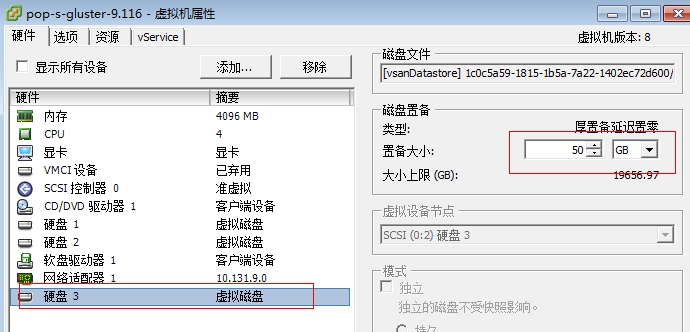 pop-s-gluster-9.116 - 虚拟机属性
硬件 选项 资源 vService
虚拟机版本: 8
显示所有设备 添加... 移除
硬件 摘要
内存 4096 MB
CPU 4
显卡 显卡
VMCI 设备 已弃用
SCSI 控制器 0 准虚拟
CD/DVD 驱动器 1 客户端设备
硬盘 1 虚拟磁盘
硬盘 2 虚拟磁盘
软盘驱动器 1 客户端设备
网络适配器 1 10.131.9.0
硬盘 3 虚拟磁盘
磁盘文件
[vsanDatastore] 1c0c5a59-1815-1b5a-7a22-1402ec72d600/
磁盘置备
类型: 厚置备延迟置零
置备大小: 50 GB
大小上限 (GB): 19656.97
虚拟设备节点
SCSI (0:2) 硬盘 3
模式
独立
独立的磁盘不受快照影响。
持久